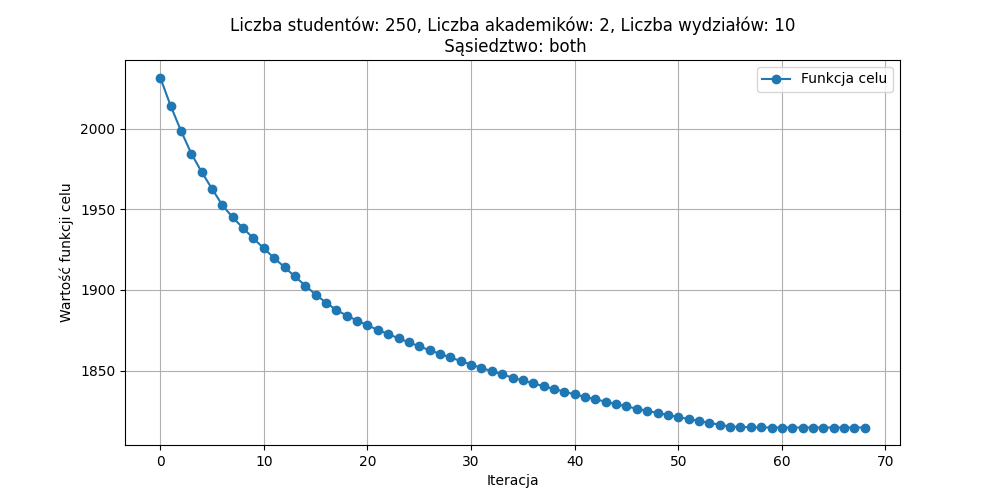 Liczba studentów: 250, Liczba akademików: 2, Liczba wydziałów: 10
Sąsiedztwo: both
Funkcja celu
Wartość funkcji celu
2000
1950
1900
1850
0 10 20 30 40 50 60 70
Iteracja